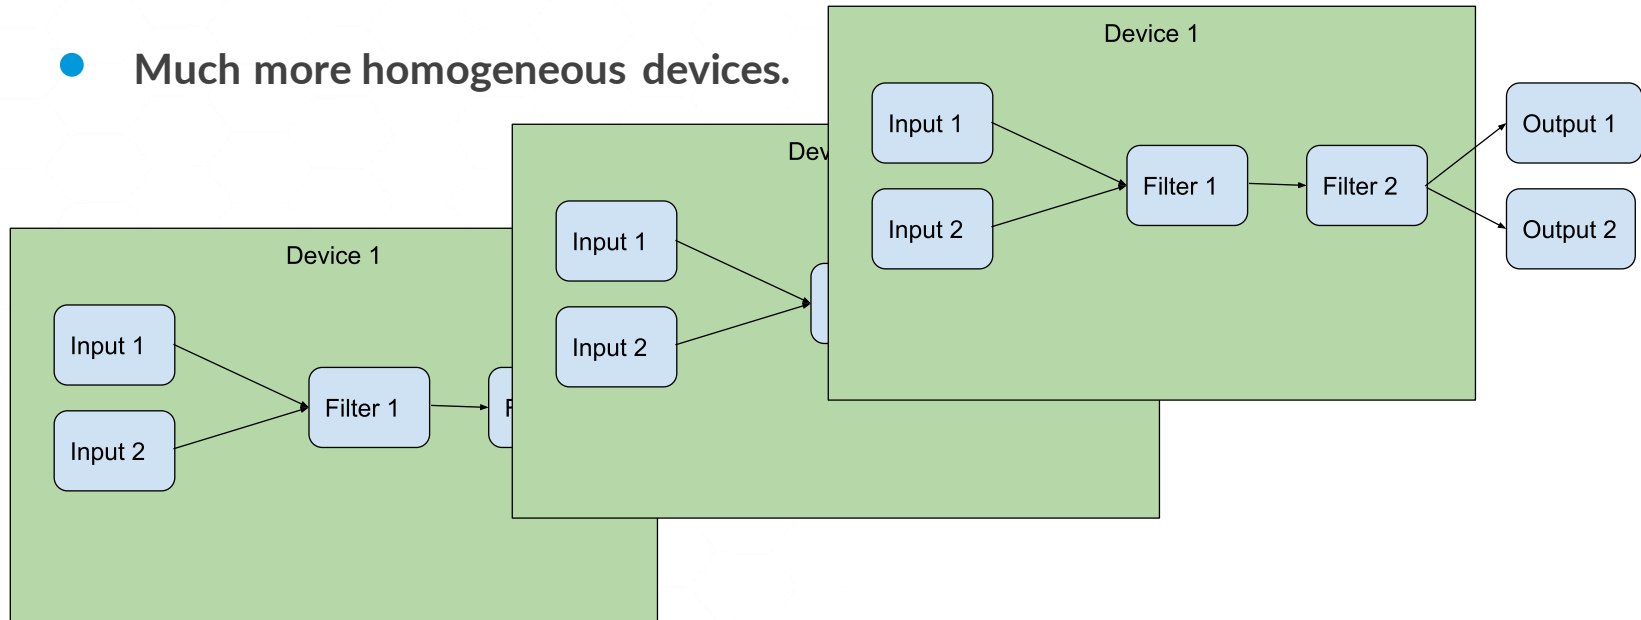 Much more homogeneous devices.
Device 1
Input 1
Input 2
Filter 1
Filter 2
Output 1
Output 2
Input 1
Input 2
Device 1
Input 1
Input 2
Filter 1